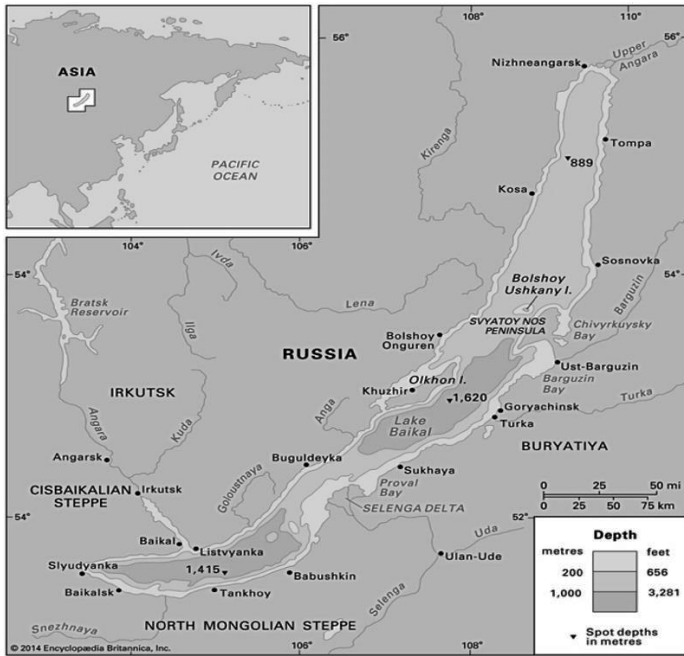 108°
110°
56°
56°
Nizhneangarsk
Upper
Angara
ASIA
PACIFIC
OCEAN
Kirenga
Tompa
889
Kosa
104°
106°
54°
54°
Ivda
Lena
Sosnovka
Bratsk
Reservoir
Ilga
Bolshoy
Ushkany I.
Barguzin
SVYATOY NOS
PENINSULA
Chivyrkuysky
Bay
Bolshoy
Onguren
RUSSIA
Ust-Barguzin
Barguzin
Bay
IRKUTSK
Khuzhir
Olkhon I.
1,620
Turka
Angara
Kuda
Anga
Lake
Baikal
Goryachinsk
Turka
BURYATIYA
Angarsk
Buguldeyka
Sukhaya
0 25 50 mi
0 25 50 75 km
CISBAIKALIAN
STEPPE
Irkutsk
Goloustnaya
Proval
Bay
SELENGA DELTA
54°
52°
Uda
Baikal
Listvyanka
Ulan-Ude
Slyudyanka
1,415
Babushkin
Baikalsk
Tankhoy
Selenga
Snezhnaya
NORTH MONGOLIAN STEPPE
Depth
metres feet
200 656
1,000 3,281
Spot depths
in metres
© 2014 Encyclopædia Britannica, Inc.
106°
108°